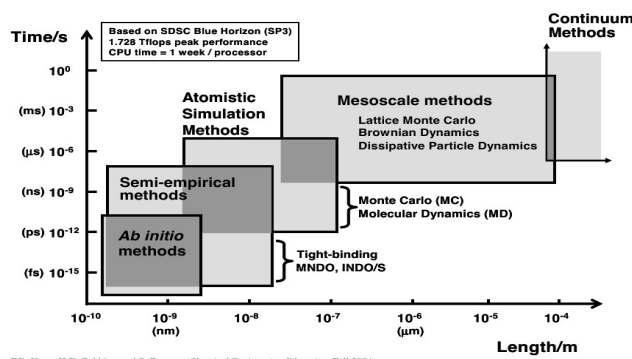 Time/s
Based on SDSC Blue Horizon (SP3)
1.728 Tflops peak performance
CPU time = 1 week / processor
Continuum
Methods
10⁰
(ms) 10⁻³
(μs) 10⁻⁶
(ns) 10⁻⁹
(ps) 10⁻¹²
(fs) 10⁻¹⁵
Atomistic
Simulation
Methods
Mesoscale methods
Lattice Monte Carlo
Brownian Dynamics
Dissipative Particle Dynamics
Semi-empirical
methods
Monte Carlo (MC)
Molecular Dynamics (MD)
Ab initio
methods
Tight-binding
MNDO, INDO/S
10⁻¹⁰
10⁻⁹
10⁻⁸
10⁻⁷
10⁻⁶
10⁻⁵
10⁻⁴
(nm)
(μm)
Length/m